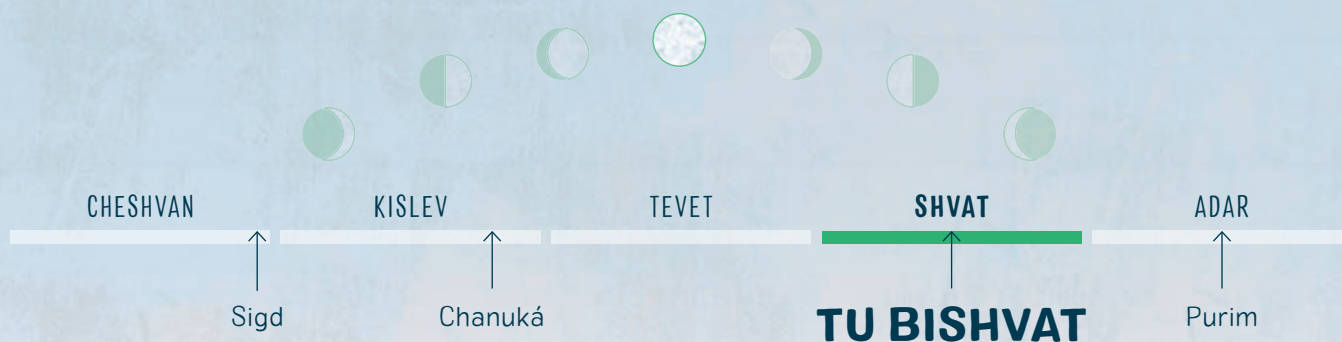 CHESHVAN KISLEV TEVET SHVAT ADAR
Sigd Chanuká TU BISHVAT Purim